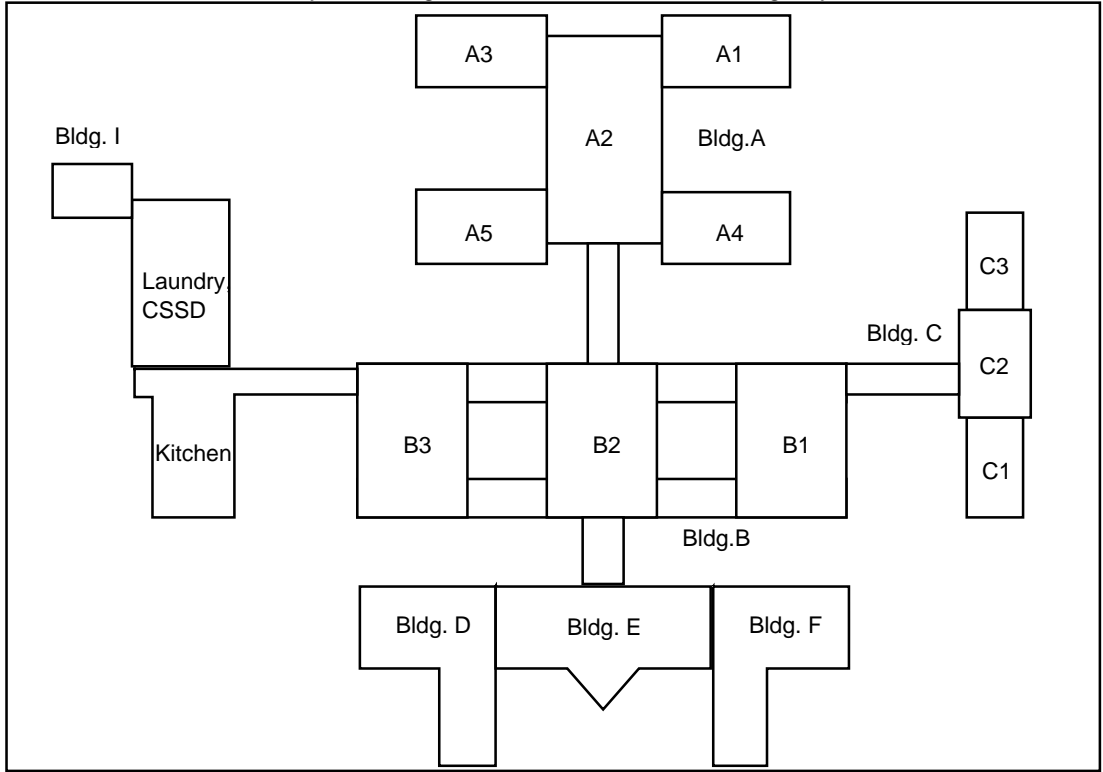 A3
A1
Bldg. I
A2
Bldg.A
A5
A4
C3
Laundry,
CSSD
Bldg. C
C2
Kitchen
B3
B2
B1
C1
Bldg.B
Bldg. D
Bldg. E
Bldg. F